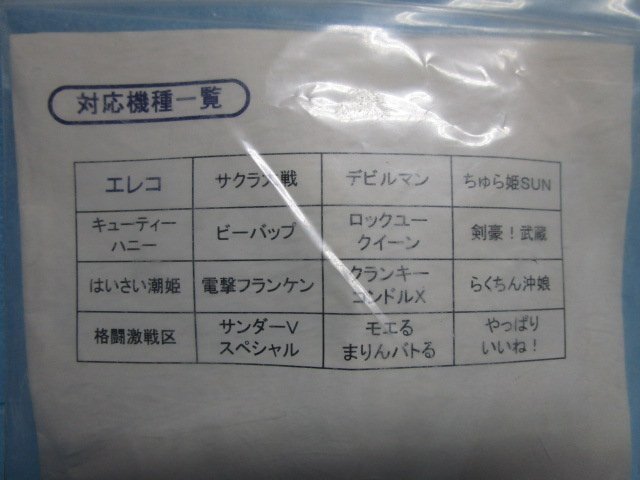 対応機種一覧
エレコ
サクラ大戦
デビルマン
ちゅら姫SUN
キューティー
ハニー
ビーバップ
ロックユー
クイーン
剣豪！武蔵
はいさい潮姫
電撃フランケン
クランキー
コンドルX
らくちん沖娘
格闘激戦区
サンダーV
スペシャル
モエる
まりんバトる
やっぱり
いいね！